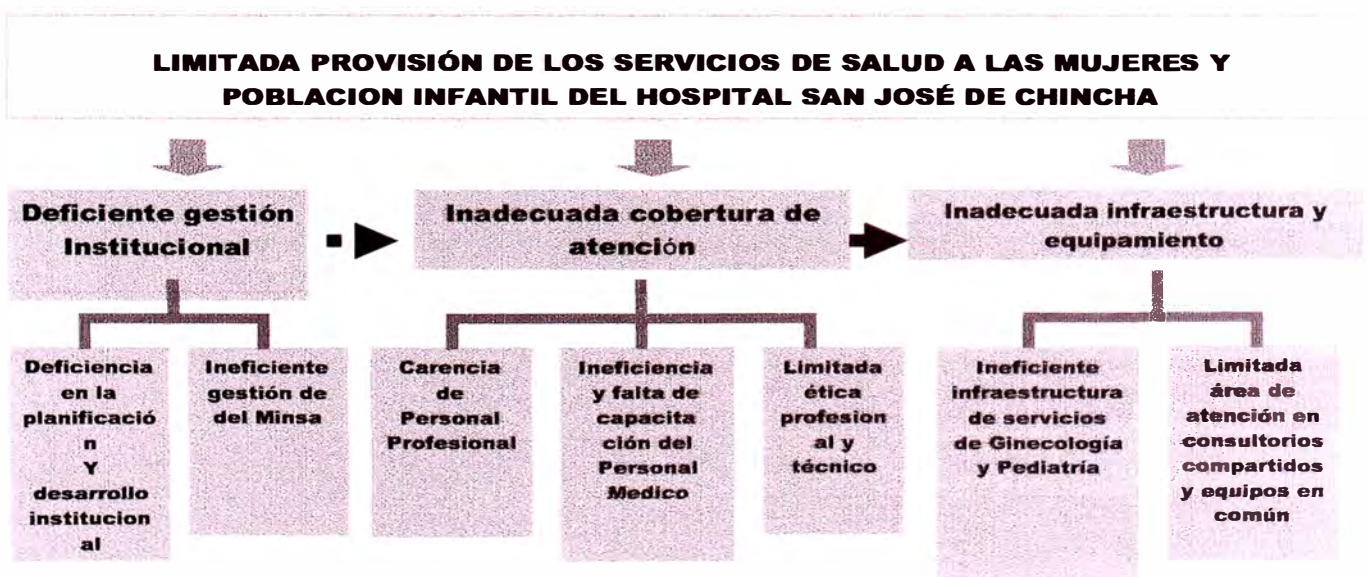 LIMITADA PROVISIÓN DE LOS SERVICIOS DE SALUD A LAS MUJERES Y
POBLACION INFANTIL DEL HOSPITAL SAN JOSÉ DE CHINCHA
Deficiente gestión
Institucional
Inadecuada cobertura de
atención
Inadecuada infraestructura y
equipamiento
Deficiencia
en la
planificació
n
Y
desarrollo
institucion
al
Ineficiente
gestión de
del Minsa
Carencia
de
Personal
Profesional
Ineficiencia
y falta de
capacita
ción del
Personal
Medico
Limitada
ética
profesion
al y
técnico
Ineficiente
infraestructura
de servicios
de Ginecología
y Pediatría
Limitada
área de
atención en
consultorios
compartidos
y equipos en
común